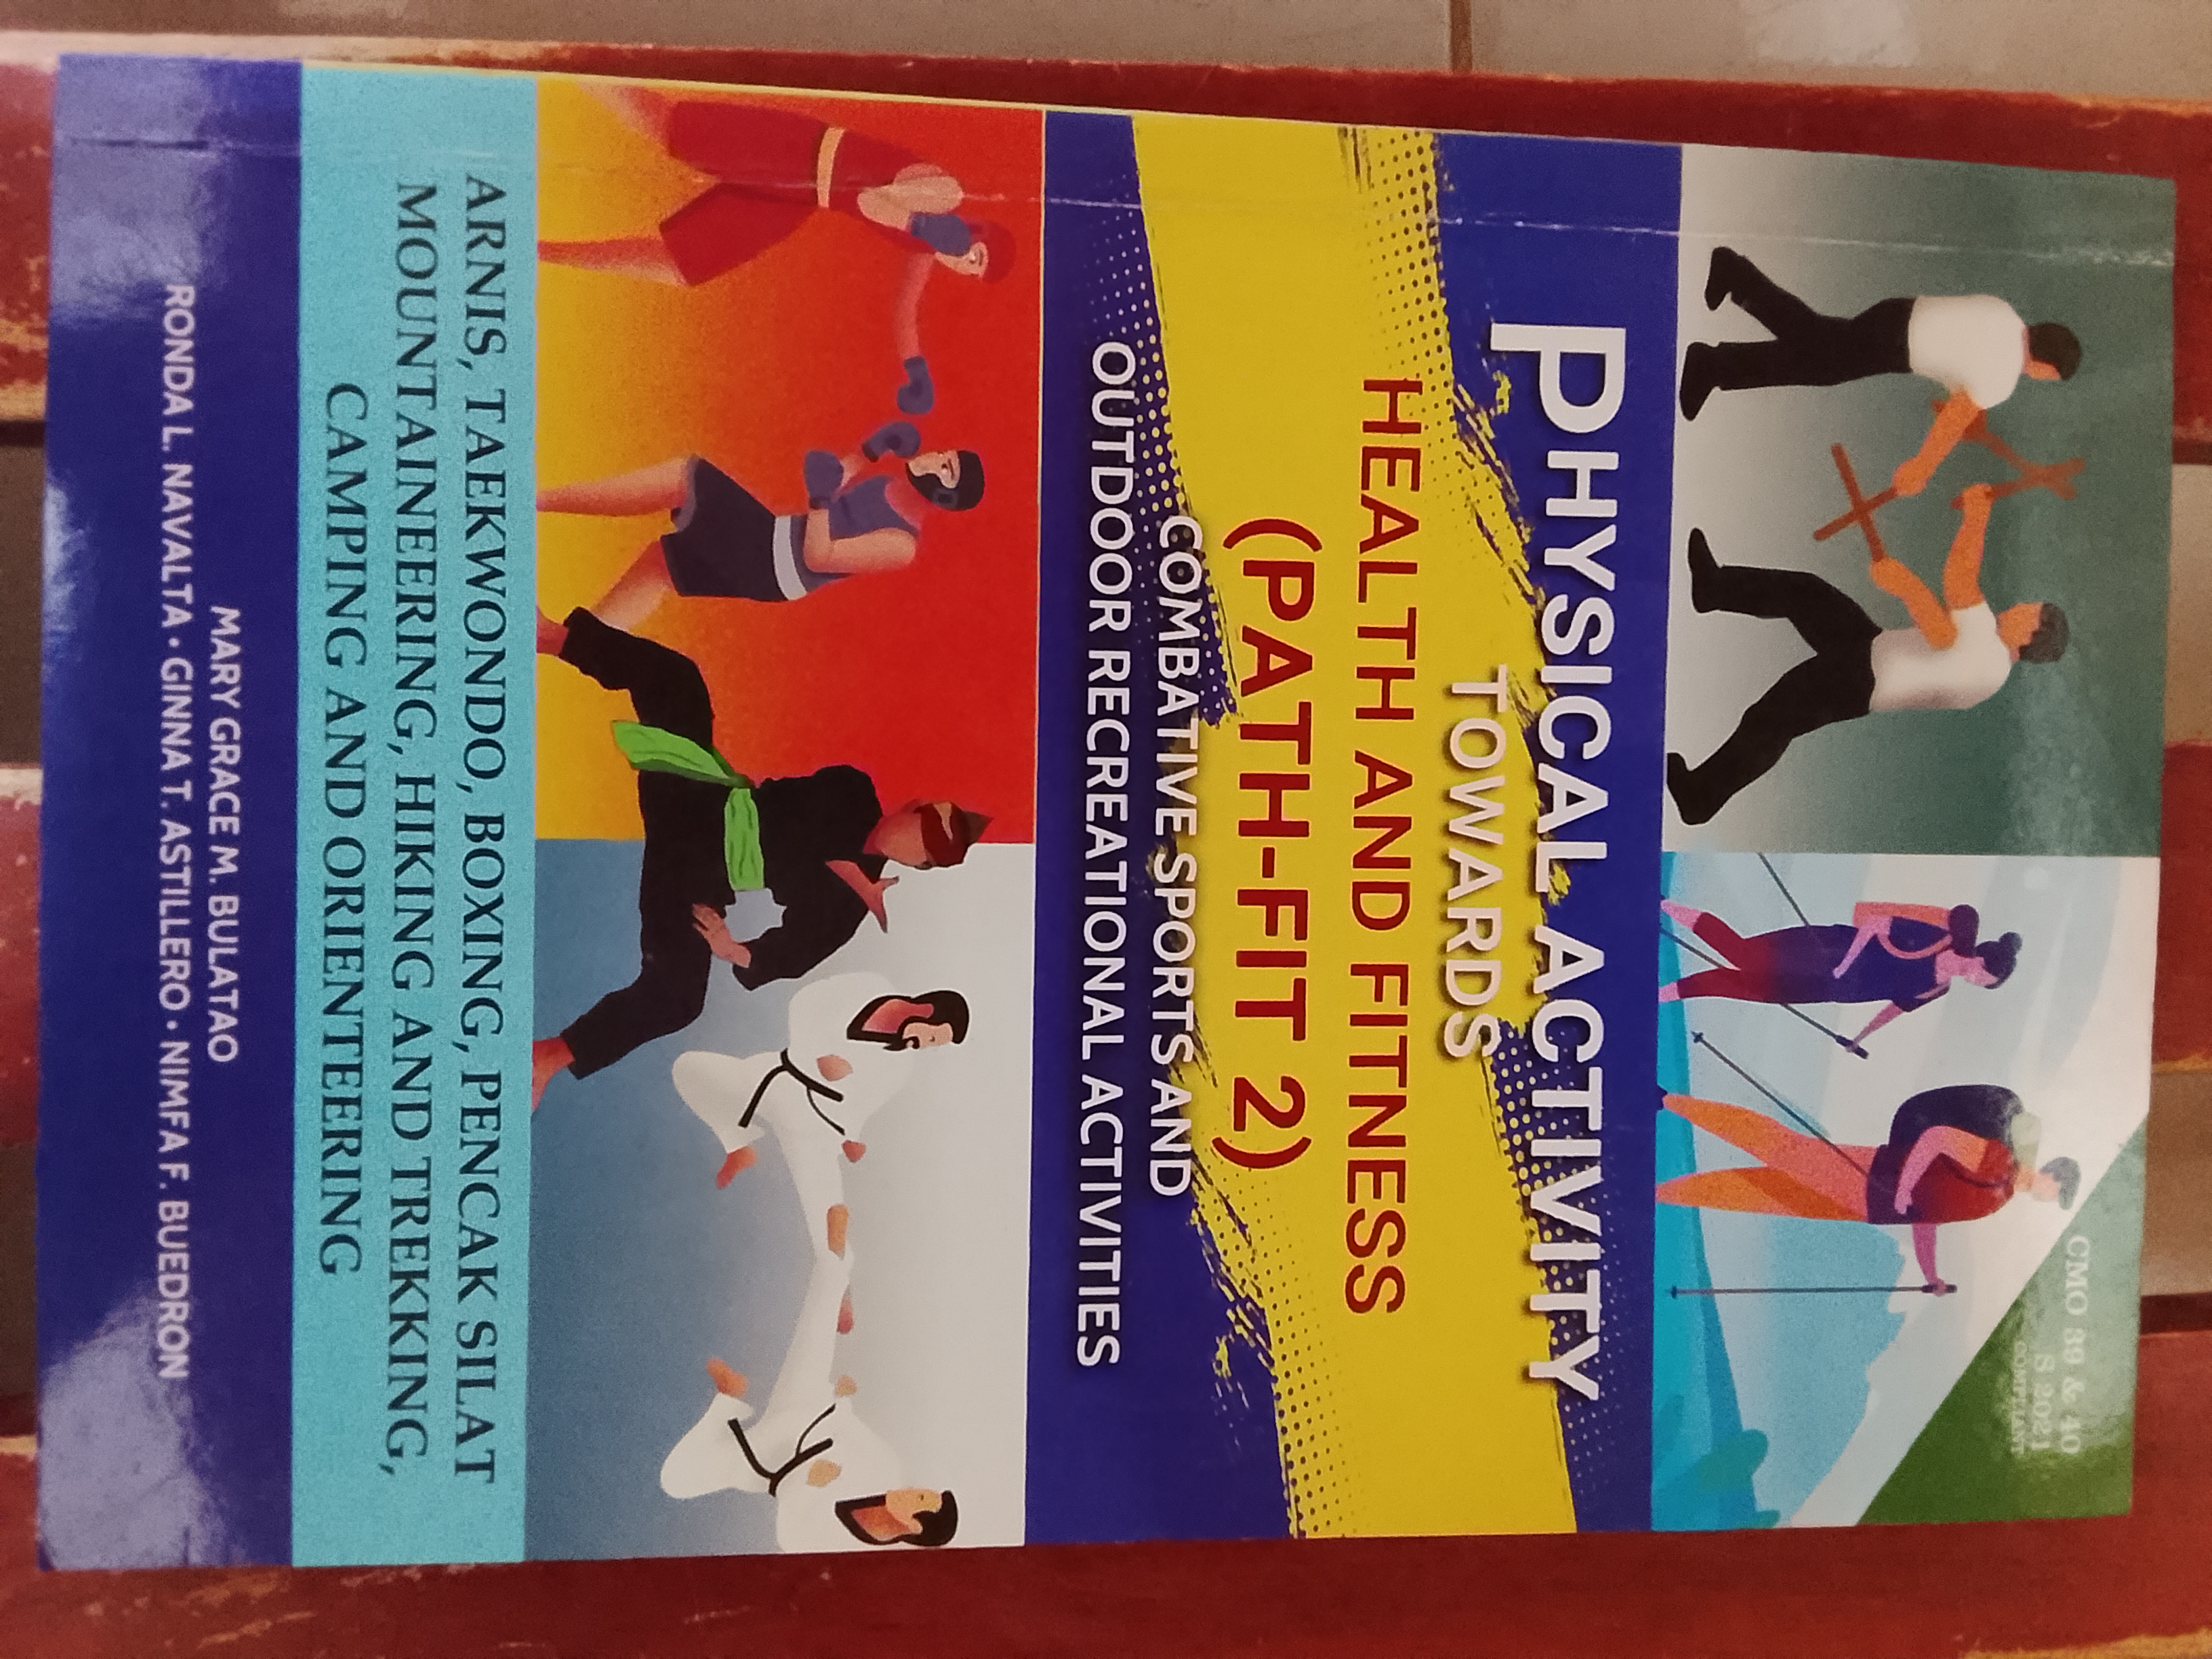 CMO 39 & 40
S 2021
COMPLIANT
PHYSICAL ACTIVITY
TOWARDS
HEALTH AND FITNESS
(PATH-FIT 2)
COMBATIVE SPORTS AND
OUTDOOR RECREATIONAL ACTIVITIES
ARNIS, TAEKWONDO, BOXING, PENCAK SILAT
MOUNTAINEERING, HIKING AND TREKKING,
CAMPING AND ORIENTEERING
MARY GRACE M. BULATAO
RONDA L. NAVALTA • GINNA T. ASTILLERO • NIMFA F. BUEDRON